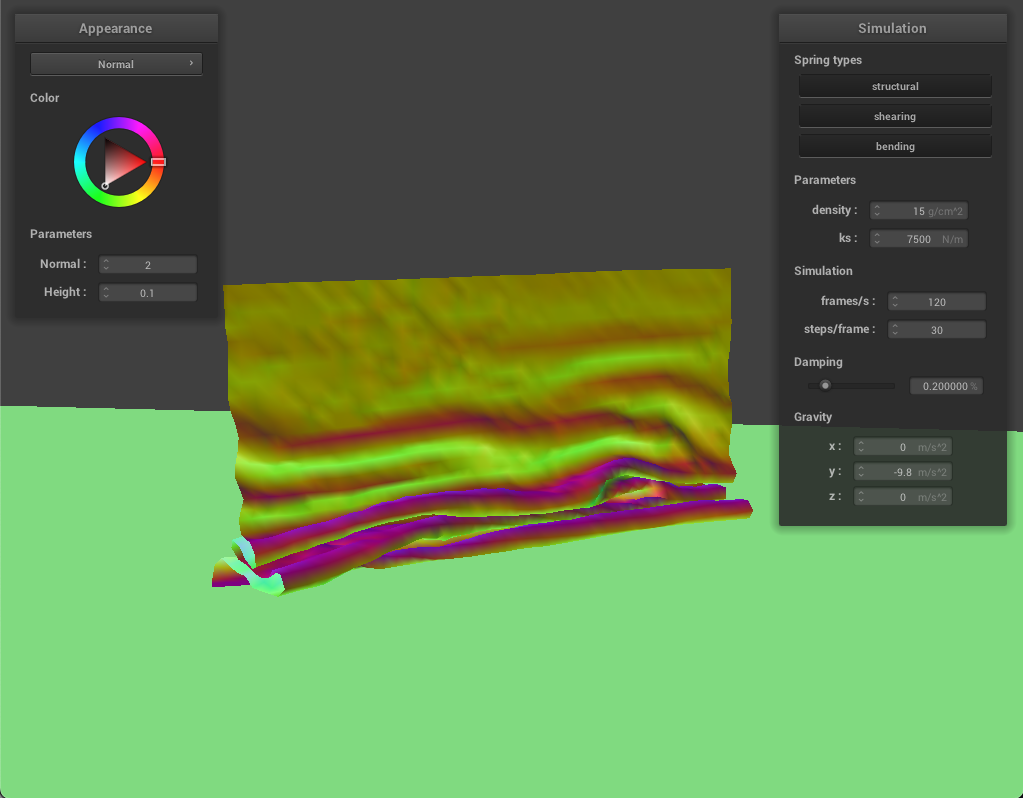 Appearance
Normal
Color
Parameters
Normal : 2
Height : 0.1
Simulation
Spring types
structural
shearing
bending
Parameters
density : 15 g/cm^2
ks : 7500 N/m
Simulation
frames/s : 120
steps/frame : 30
Damping
0.200000 %
Gravity
x : 0 m/s^2
y : -9.8 m/s^2
z : 0 m/s^2